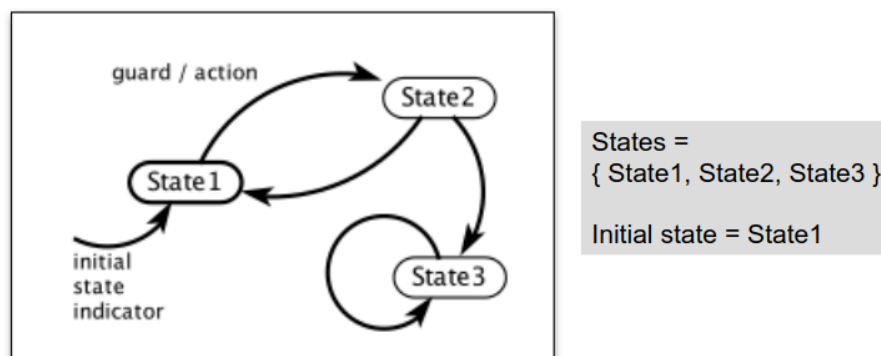 guard / action
State2
State1
initial
state
indicator
State3
States =
{ State1, State2, State3 }
Initial state = State1